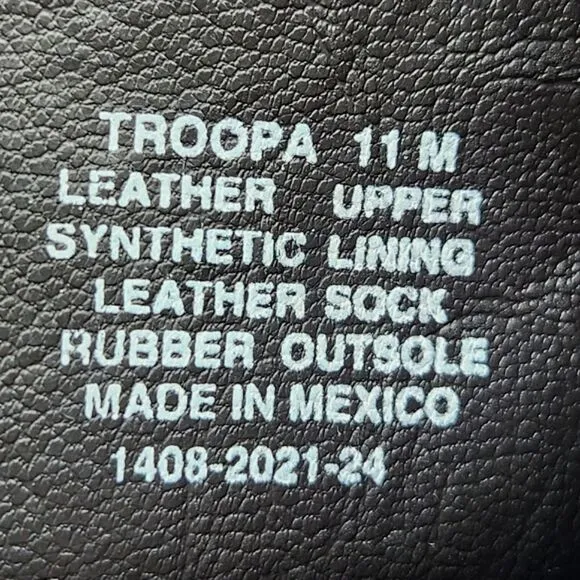 TROOPA 11 M
LEATHER UPPER
SYNTHETIC LINING
LEATHER SOCK
RUBBER OUTSOLE
MADE IN MEXICO
1408-2021-24